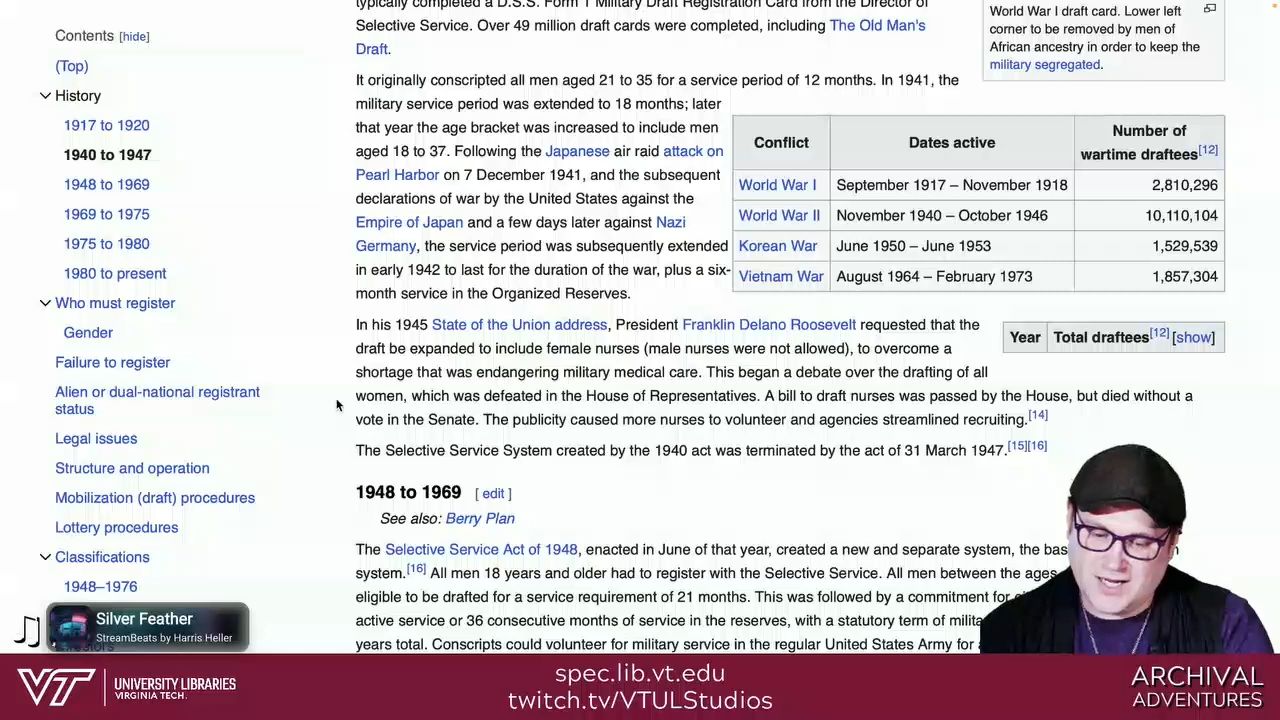 typically completed a D.S.S. Form 1 Military Draft Registration Card from the Director of
Selective Service. Over 49 million draft cards were completed, including The Old Man's
Draft.
World War I draft card. Lower left
corner to be removed by men of
African ancestry in order to keep the
military segregated.
Contents [hide]
(Top)
History
1917 to 1920
1940 to 1947
1948 to 1969
1969 to 1975
1975 to 1980
1980 to present
Who must register
Gender
Failure to register
Alien or dual-national registrant
status
Legal issues
Structure and operation
Mobilization (draft) procedures
Lottery procedures
Classifications
1948–1976
It originally conscripted all men aged 21 to 35 for a service period of 12 months. In 1941, the
military service period was extended to 18 months; later
that year the age bracket was increased to include men
aged 18 to 37. Following the Japanese air raid attack on
Pearl Harbor on 7 December 1941, and the subsequent
declarations of war by the United States against the
Empire of Japan and a few days later against Nazi
Germany, the service period was subsequently extended
in early 1942 to last for the duration of the war, plus a six-
month service in the Organized Reserves.
Conflict Dates active Number of
wartime draftees[12]
World War I September 1917 – November 1918 2,810,296
World War II November 1940 – October 1946 10,110,104
Korean War June 1950 – June 1953 1,529,539
Vietnam War August 1964 – February 1973 1,857,304
In his 1945 State of the Union address, President Franklin Delano Roosevelt requested that the
draft be expanded to include female nurses (male nurses were not allowed), to overcome a
shortage that was endangering military medical care. This began a debate over the drafting of all
women, which was defeated in the House of Representatives. A bill to draft nurses was passed by the House, but died without a
vote in the Senate. The publicity caused more nurses to volunteer and agencies streamlined recruiting.[14]
Year Total draftees[12] [show]
The Selective Service System created by the 1940 act was terminated by the act of 31 March 1947.[15][16]
1948 to 1969 [ edit ]
See also: Berry Plan
The Selective Service Act of 1948, enacted in June of that year, created a new and separate system, the
system.[16] All men 18 years and older had to register with the Selective Service. All men between the ages
eligible to be drafted for a service requirement of 21 months. This was followed by a commitment for
active service or 36 consecutive months of service in the reserves, with a statutory term of
years total. Conscripts could volunteer for military service in the regular United States Army for
Silver Feather
StreamBeats by Harris Heller
VT UNIVERSITY LIBRARIES
VIRGINIA TECH.
spec.lib.vt.edu
twitch.tv/VTULStudios
ARCHIVAL
ADVENTURES